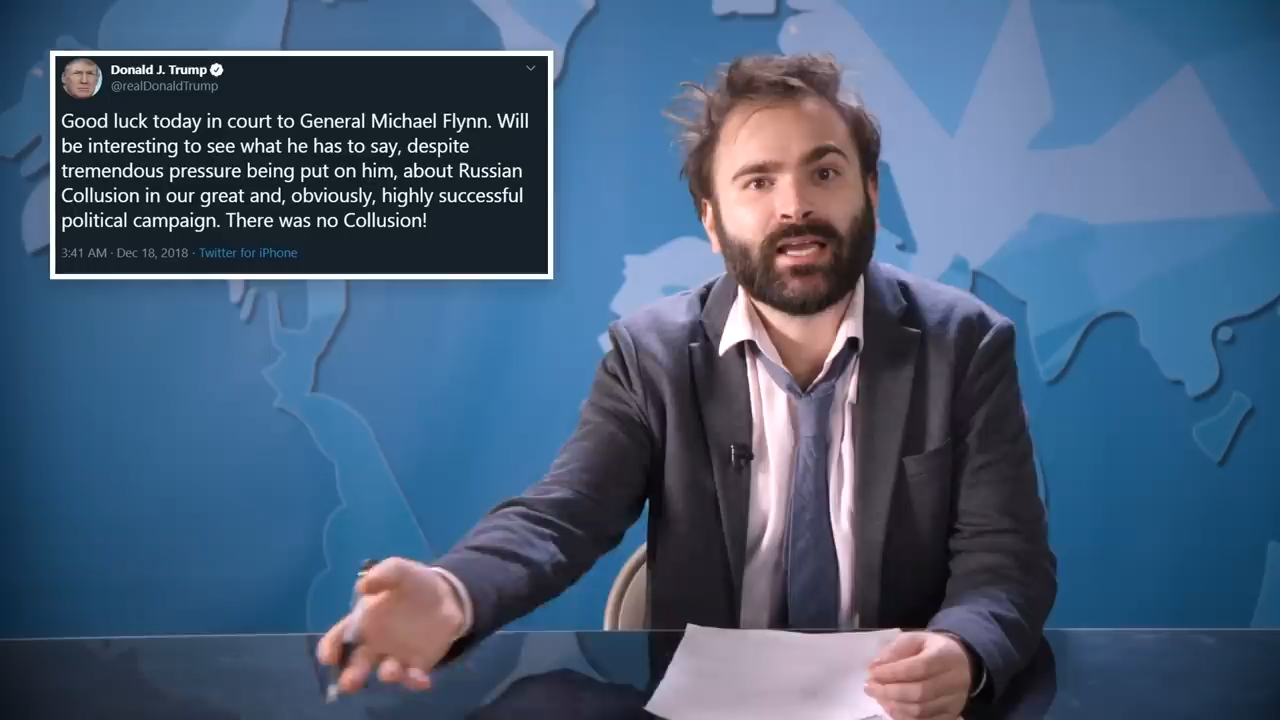 Donald J. Trump
@realDonaldTrump
Good luck today in court to General Michael Flynn. Will
be interesting to see what he has to say, despite
tremendous pressure being put on him, about Russian
Collusion in our great and, obviously, highly successful
political campaign. There was no Collusion!
3:41 AM · Dec 18, 2018 · Twitter for iPhone